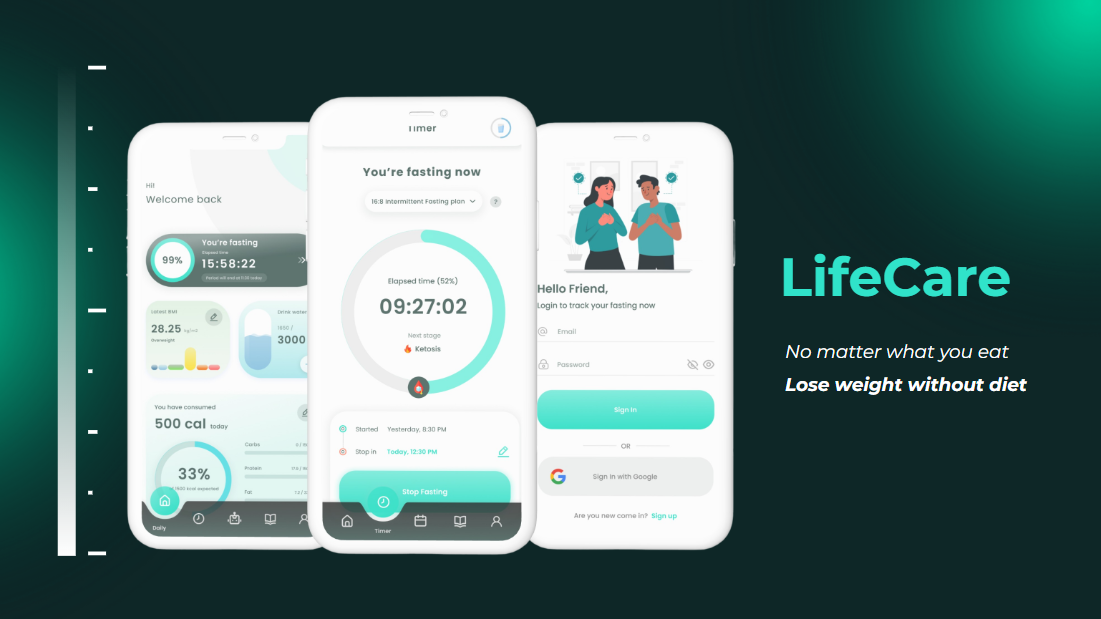 Hi!
Welcome back
99%
You're fasting
Elapsed time
15:58:22
Latest BMI
28.25 kg/m2
Overweight
Drink water
1650 /
3000
You have consumed
500 cal today
33%
Carbs
Protein
Fat
Daily
Timer
You're fasting now
16:8 Intermittent Fasting plan
?
Elapsed time (52%)
09:27:02
Next stage
Ketosis
Started Yesterday, 8:30 PM
Stop in Today, 12:30 PM
Stop Fasting
Timer
Hello Friend,
Login to track your fasting now
Email
Password
Sign in
OR
G
Sign in with Google
Are you new come in? Sign up
LifeCare
No matter what you eat
Lose weight without diet